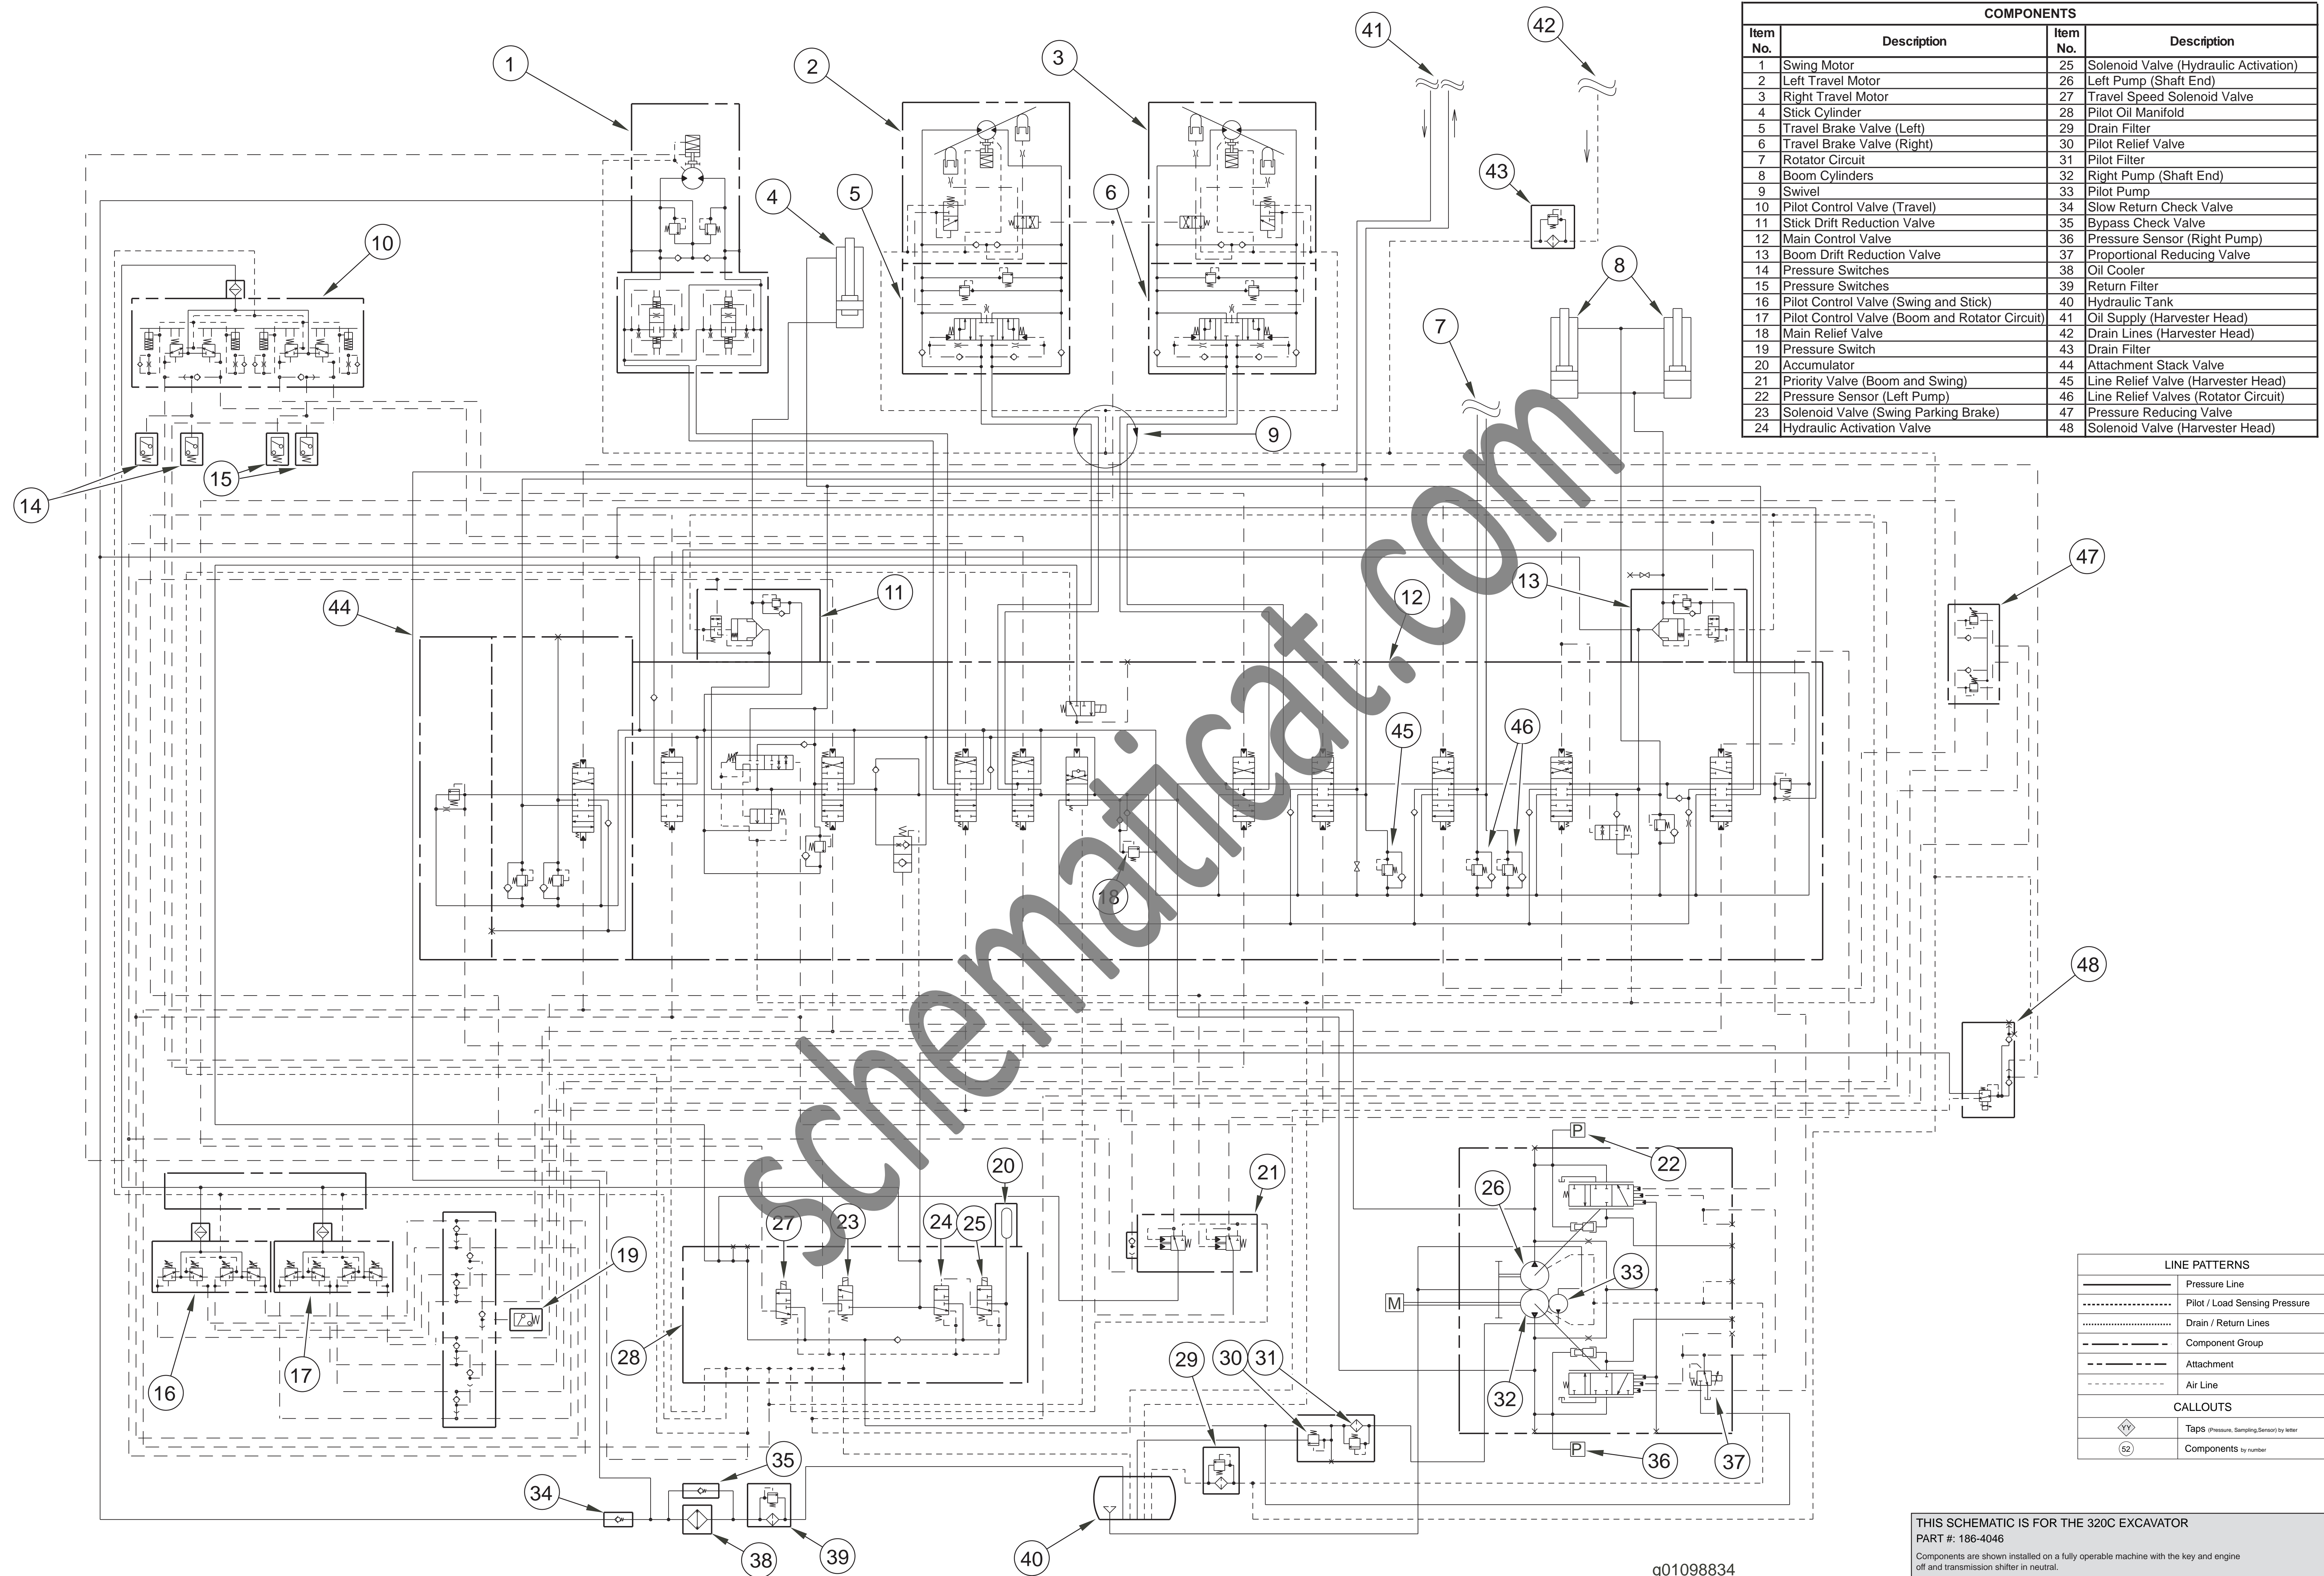 COMPONENTS
Item No. Description Item No. Description
1 Swing Motor 25 Solenoid Valve (Hydraulic Activation)
2 Left Travel Motor 26 Left Pump (Shaft End)
3 Right Travel Motor 27 Travel Speed Solenoid Valve
4 Stick Cylinder 28 Pilot Oil Manifold
5 Travel Brake Valve (Left) 29 Drain Filter
6 Travel Brake Valve (Right) 30 Pilot Relief Valve
7 Rotator Circuit 31 Pilot Filter
8 Boom Cylinders 32 Right Pump (Shaft End)
9 Swivel 33 Pilot Pump
10 Pilot Control Valve (Travel) 34 Slow Return Check Valve
11 Stick Drift Reduction Valve 35 Bypass Check Valve
12 Main Control Valve 36 Pressure Sensor (Right Pump)
13 Boom Drift Reduction Valve 37 Proportional Reducing Valve
14 Pressure Switches 38 Oil Cooler
15 Pressure Switches 39 Return Filter
16 Pilot Control Valve (Swing and Stick) 40 Hydraulic Tank
17 Pilot Control Valve (Boom and Rotator Circuit) 41 Oil Supply (Harvester Head)
18 Main Relief Valve 42 Drain Lines (Harvester Head)
19 Pressure Switch 43 Drain Filter
20 Accumulator 44 Attachment Stack Valve
21 Priority Valve (Boom and Swing) 45 Line Relief Valve (Harvester Head)
22 Pressure Sensor (Left Pump) 46 Line Relief Valves (Rotator Circuit)
23 Solenoid Valve (Swing Parking Brake) 47 Pressure Reducing Valve
24 Hydraulic Activation Valve 48 Solenoid Valve (Harvester Head)
1
2
3
41
42
4
5
6
43
10
8
7
9
14
15
44
11
12
13
47
45
46
18
48
20
21
22
26
27
23
24
25
19
33
M
P
16
17
28
29
30
31
32
36
37
P
34
35
38
39
40
schematicat.com
LINE PATTERNS
Pressure Line
Pilot / Load Sensing Pressure
Drain / Return Lines
Component Group
Attachment
Air Line
CALLOUTS
YY Taps (Pressure, Sampling,Sensor) by letter
52 Components by number
THIS SCHEMATIC IS FOR THE 320C EXCAVATOR
PART #: 186-4046
Components are shown installed on a fully operable machine with the key and engine
off and transmission shifter in neutral.
g01098834